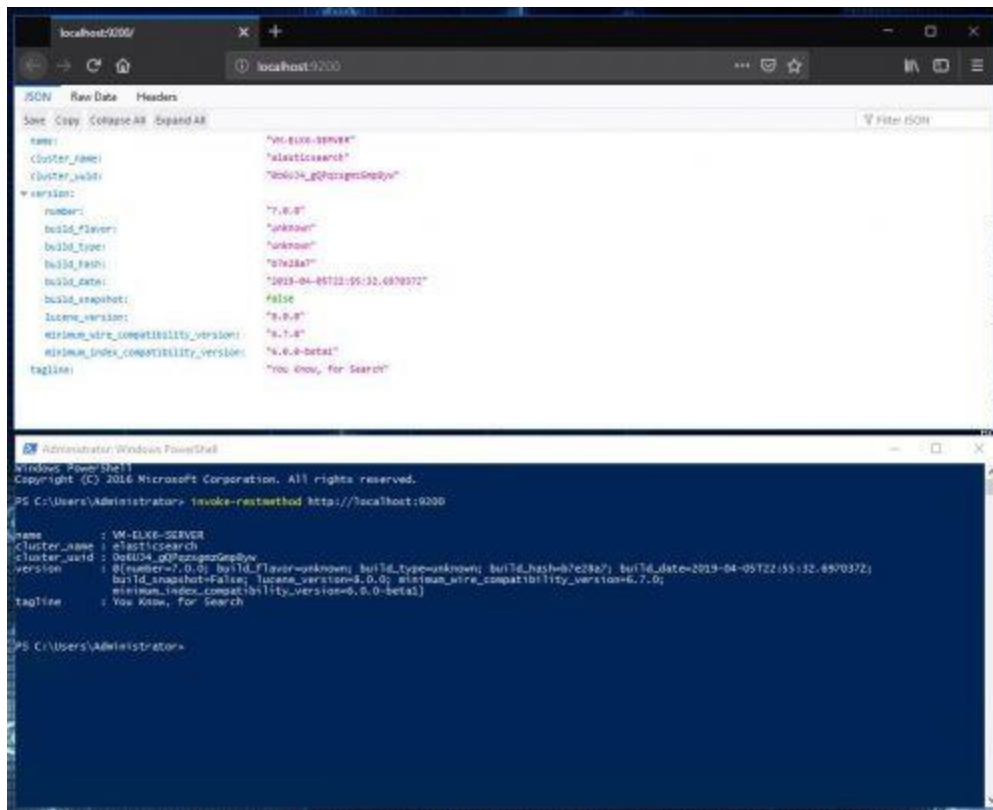 localhost:9200/
localhost:9200
JSON Raw Data Headers
Save Copy Collapse All Expand All Filter JSON
name: "VM-ELK6-SERVER"
cluster_name: "elasticsearch"
cluster_uuid:
version:
number: "7.0.0"
build_flavor: "unknown"
build_type: "unknown"
build_hash: "b7e28a7"
build_date: "2019-04-05T22:55:32.697037Z"
build_snapshot: false
lucene_version: "8.0.0"
minimum_wire_compatibility_version: "6.7.0"
minimum_index_compatibility_version: "6.0.0-beta1"
tagline: "You Know, for Search"
Administrator: Windows PowerShell
Windows PowerShell
Copyright (C) 2016 Microsoft Corporation. All rights reserved.
PS C:\Users\Administrator> invoke-restmethod http://localhost:9200
name : VM-ELK6-SERVER
cluster_name : elasticsearch
cluster_uuid :
version : @{number=7.0.0; build_flavor=unknown; build_type=unknown; build_hash=b7e28a7; build_date=2019-04-05T22:55:32.697037Z;
build_snapshot=False; lucene_version=8.0.0; minimum_wire_compatibility_version=6.7.0;
minimum_index_compatibility_version=6.0.0-beta1}
tagline : You Know, for Search
PS C:\Users\Administrator>